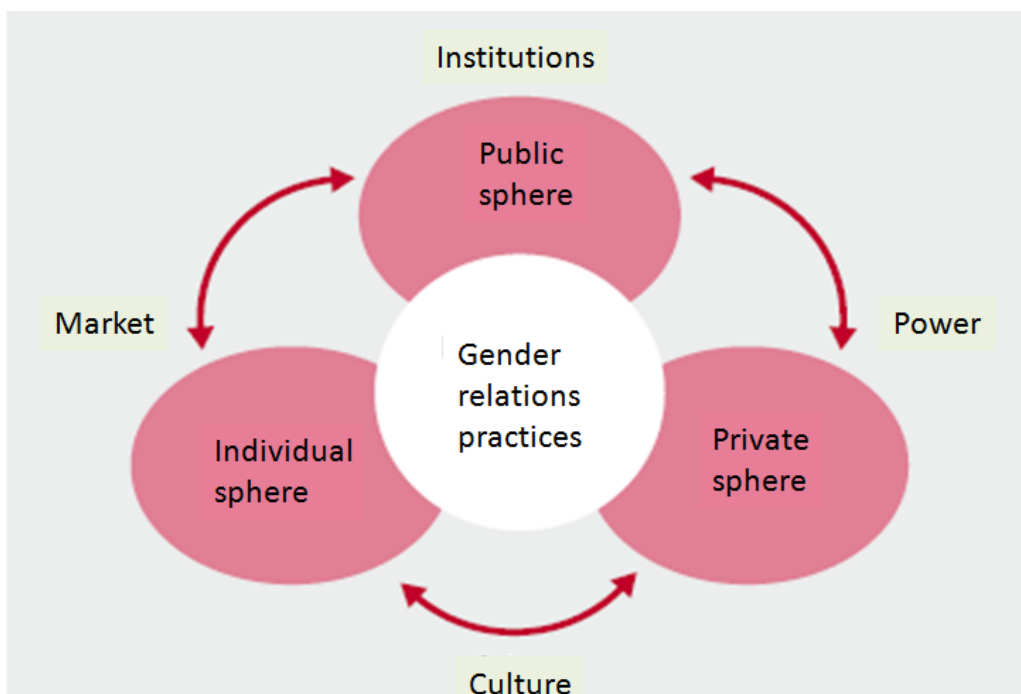 Institutions
Public
sphere
Market
Power
Gender
relations
practices
Individual
sphere
Private
sphere
Culture